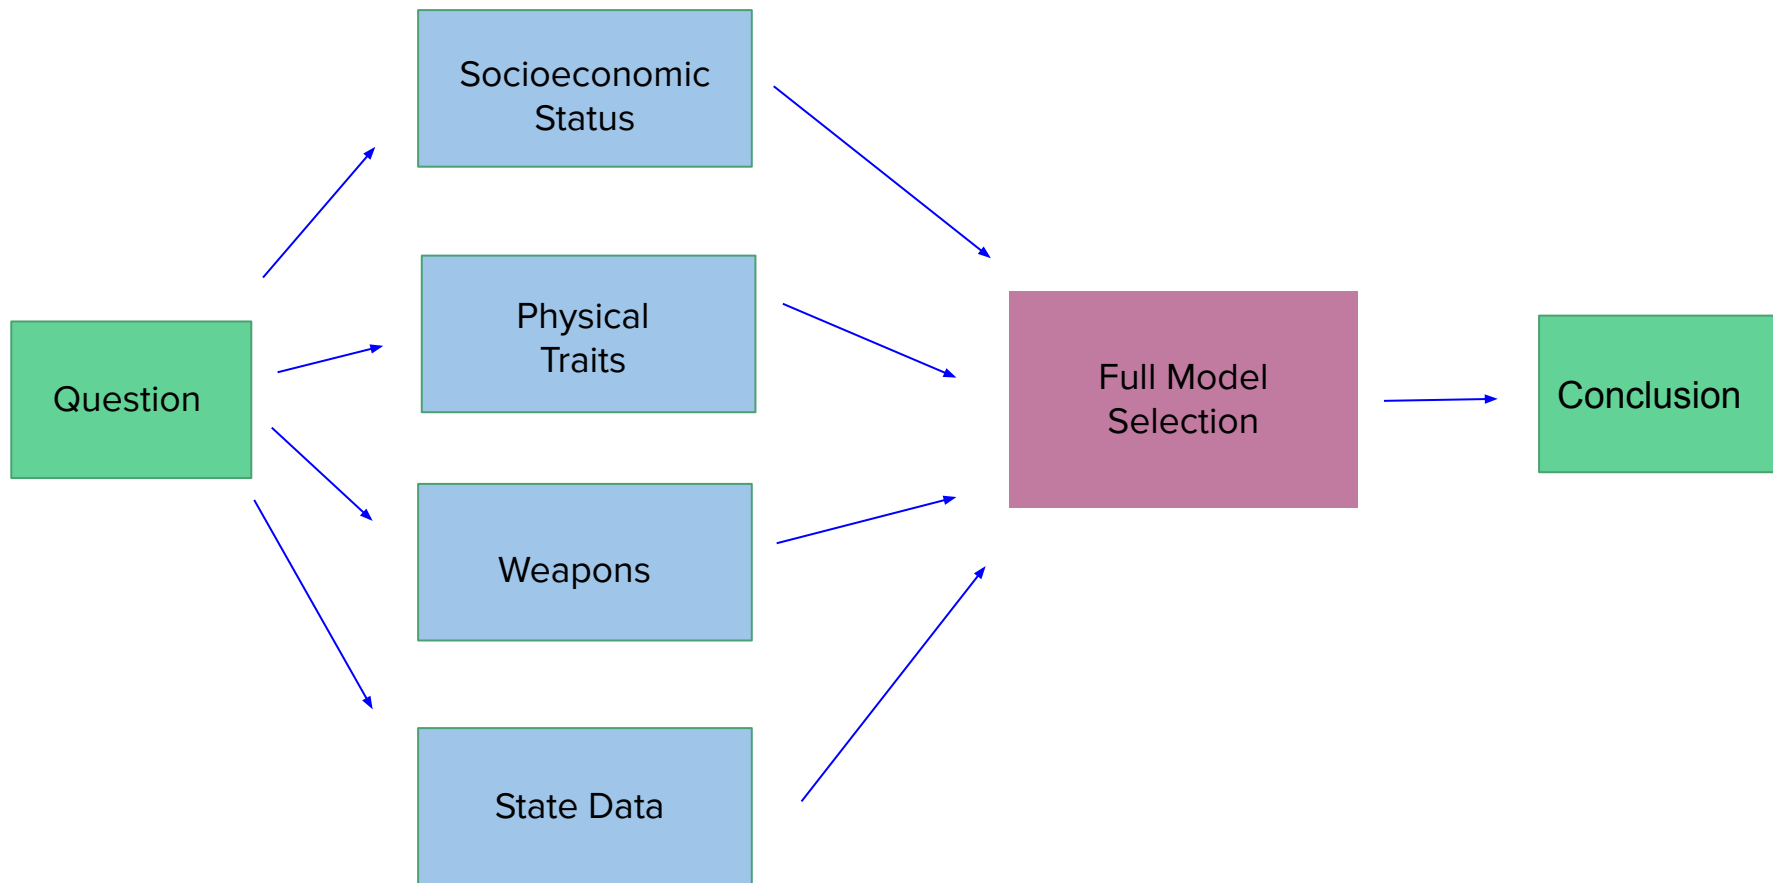 Question
Socioeconomic
Status
Physical
Traits
Weapons
State Data
Full Model
Selection
Conclusion